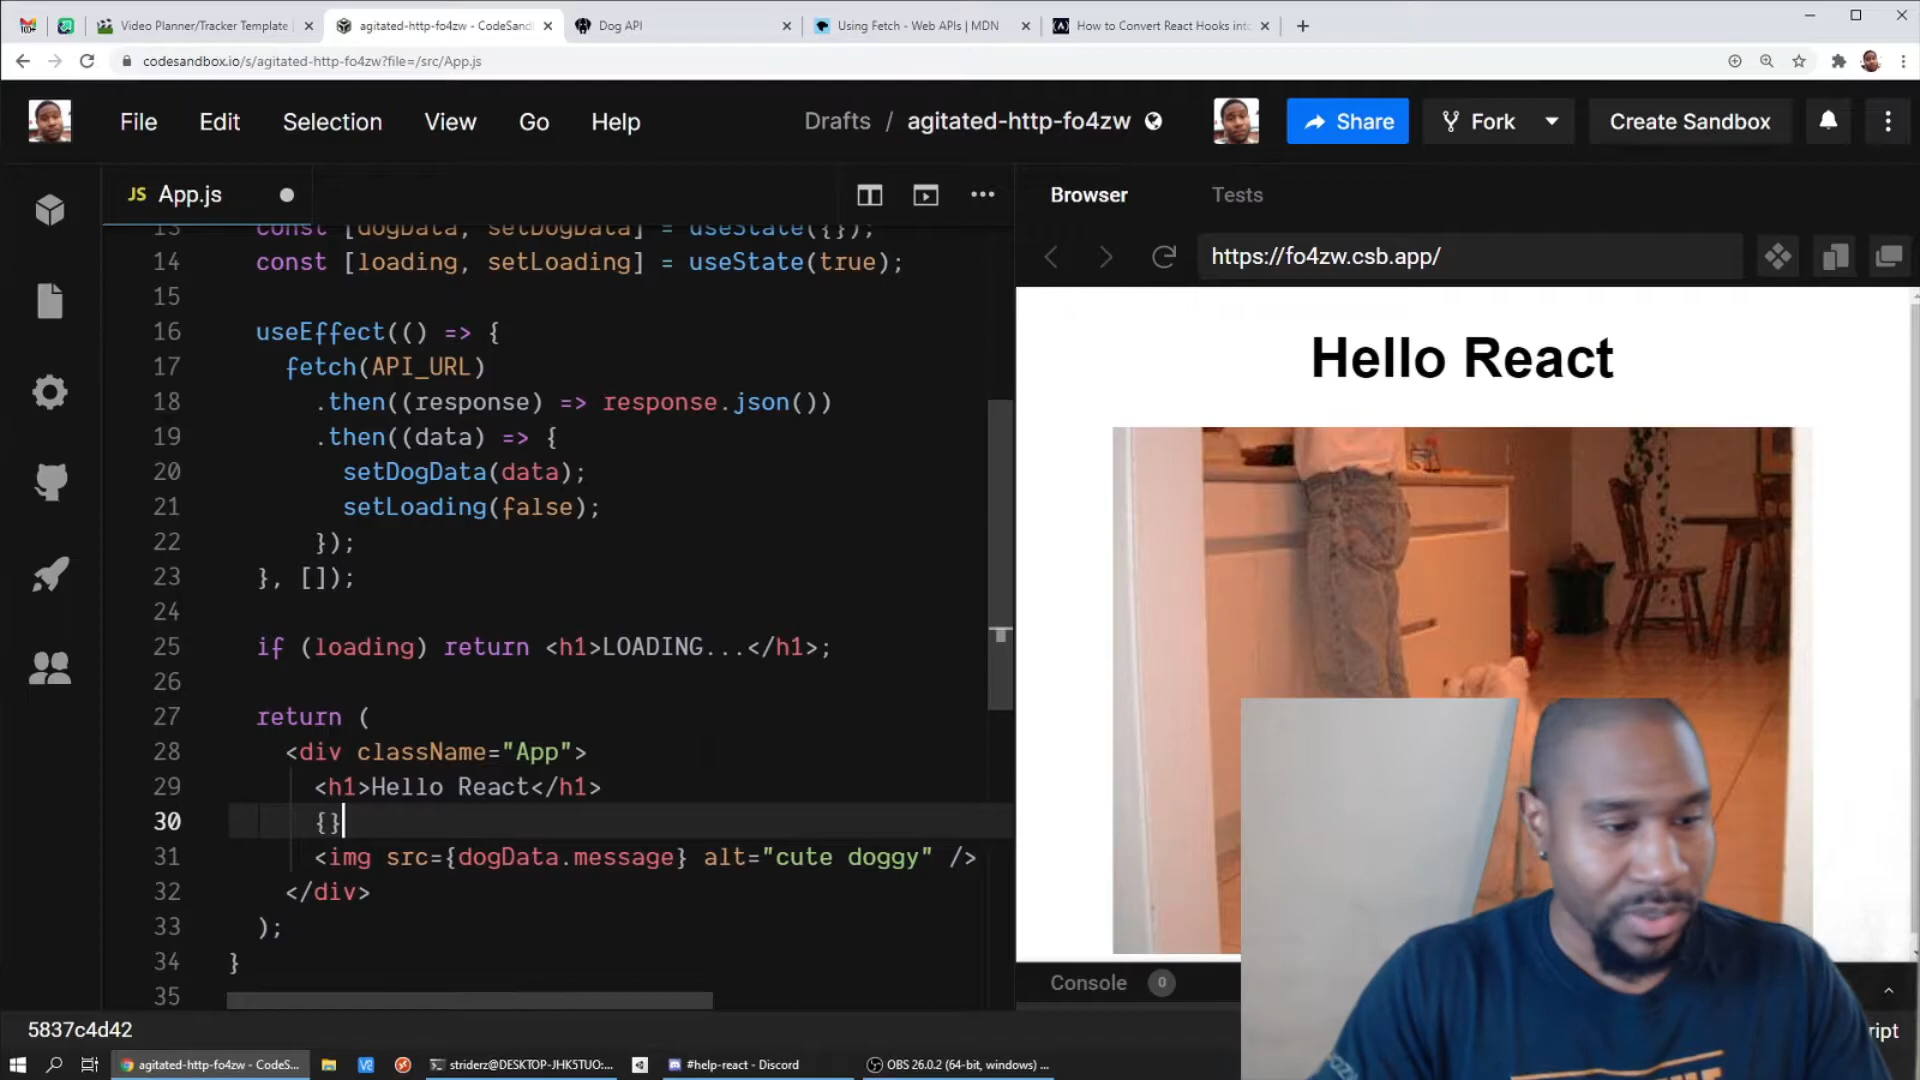 Video Planner/Tracker Template
agitated-http-fo4zw - CodeSand
Dog API
Using Fetch - Web APIs | MDN
How to Convert React Hooks into
codesandbox.io/s/agitated-http-fo4zw?file=/src/App.js
File Edit Selection View Go Help
Drafts / agitated-http-fo4zw
Share
Fork
Create Sandbox
JS App.js
Browser
Tests
https://fo4zw.csb.app/
13 const [dogData, setDogData] = useState({});
14 const [loading, setLoading] = useState(true);
15
16 useEffect(() => {
17 fetch(API_URL)
18 .then((response) => response.json())
19 .then((data) => {
20 setDogData(data);
21 setLoading(false);
22 });
23 }, []);
24
25 if (loading) return <h1>LOADING...</h1>;
26
27 return (
28 <div className="App">
29 <h1>Hello React</h1>
30 {}
31 <img src={dogData.message} alt="cute doggy" />
32 </div>
33 );
34 }
35
Hello React
Console 0
5837c4d42
ript
agitated-http-fo4zw - CodeS...
striderz@DESKTOP-JHK5TUO:...
#help-react - Discord
OBS 26.0.2 (64-bit, windows) ...